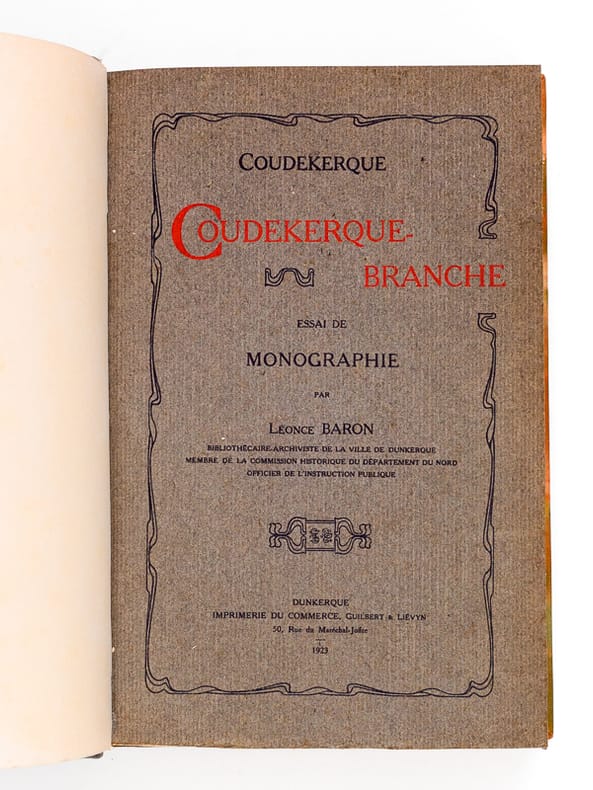 COUDEKERQUE
COUDEKERQUE-
BRANCHE
ESSAI DE
MONOGRAPHIE
PAR
LÉONCE BARON
BIBLIOTHÉCAIRE-ARCHIVISTE DE LA VILLE DE DUNKERQUE
MEMBRE DE LA COMMISSION HISTORIQUE DU DÉPARTEMENT DU NORD
OFFICIER DE L'INSTRUCTION PUBLIQUE
DUNKERQUE
IMPRIMERIE DU COMMERCE, GUILBERT & LIÉVYN
50, Rue du Maréchal-Joffre
1923